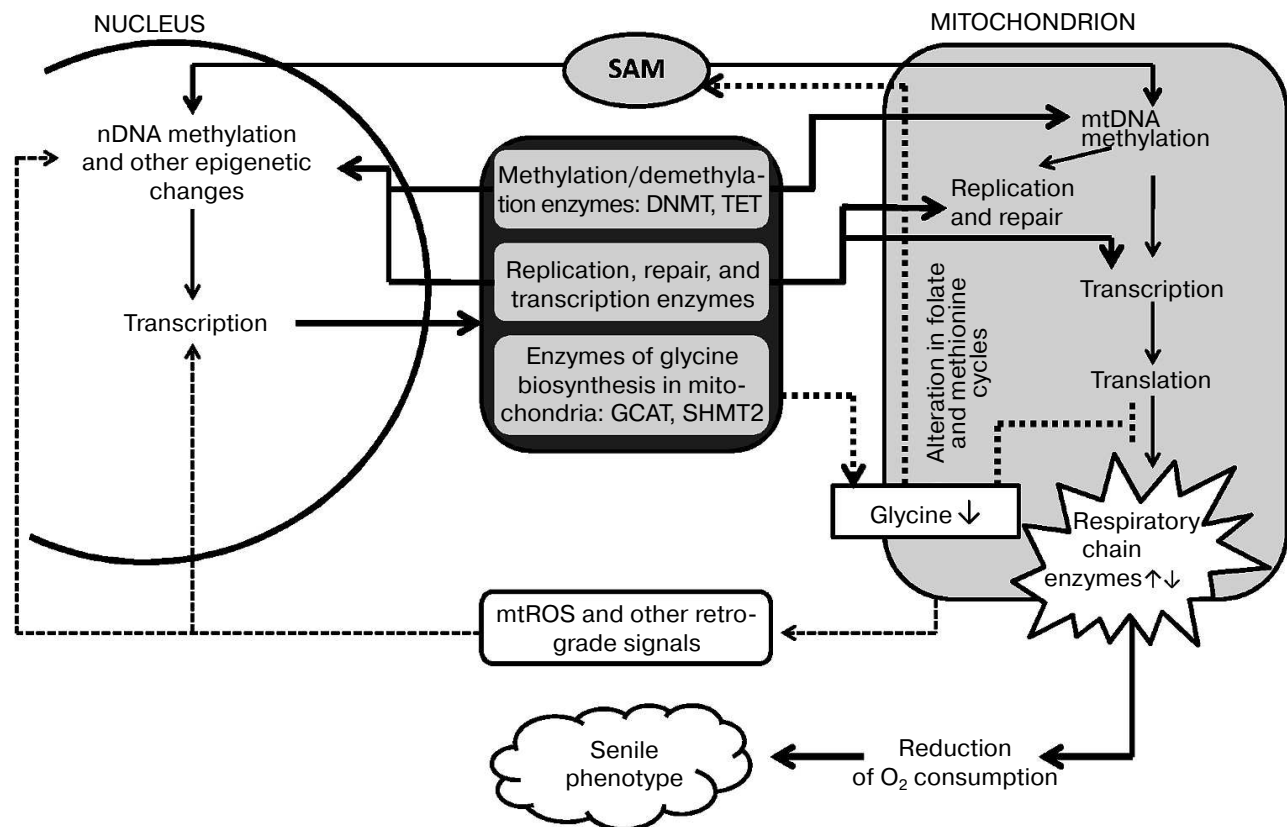 NUCLEUS
MITOCHONDRION
SAM
nDNA methylation
and other epigenetic
changes
Transcription
Methylation/demethyla-
tion enzymes: DNMT, TET
Replication, repair, and
transcription enzymes
Enzymes of glycine
biosynthesis in mito-
chondria: GCAT, SHMT2
mtDNA
methylation
Replication
and repair
Transcription
Translation
Alteration in folate
and methionine
cycles
Glycine ↓
Respiratory
chain
enzymes↑↓
mtROS and other retro-
grade signals
Senile
phenotype
Reduction
of O₂ consumption